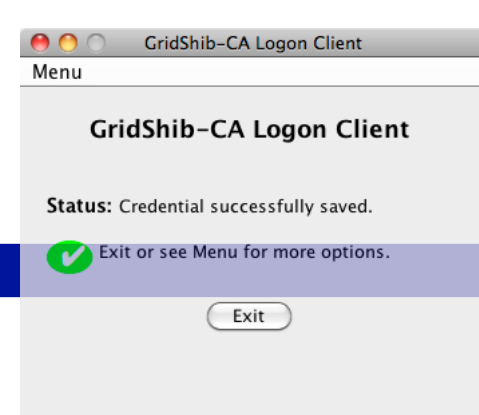 GridShib-CA Logon Client
Menu
GridShib-CA Logon Client
Status: Credential successfully saved.
Exit or see Menu for more options.
Exit